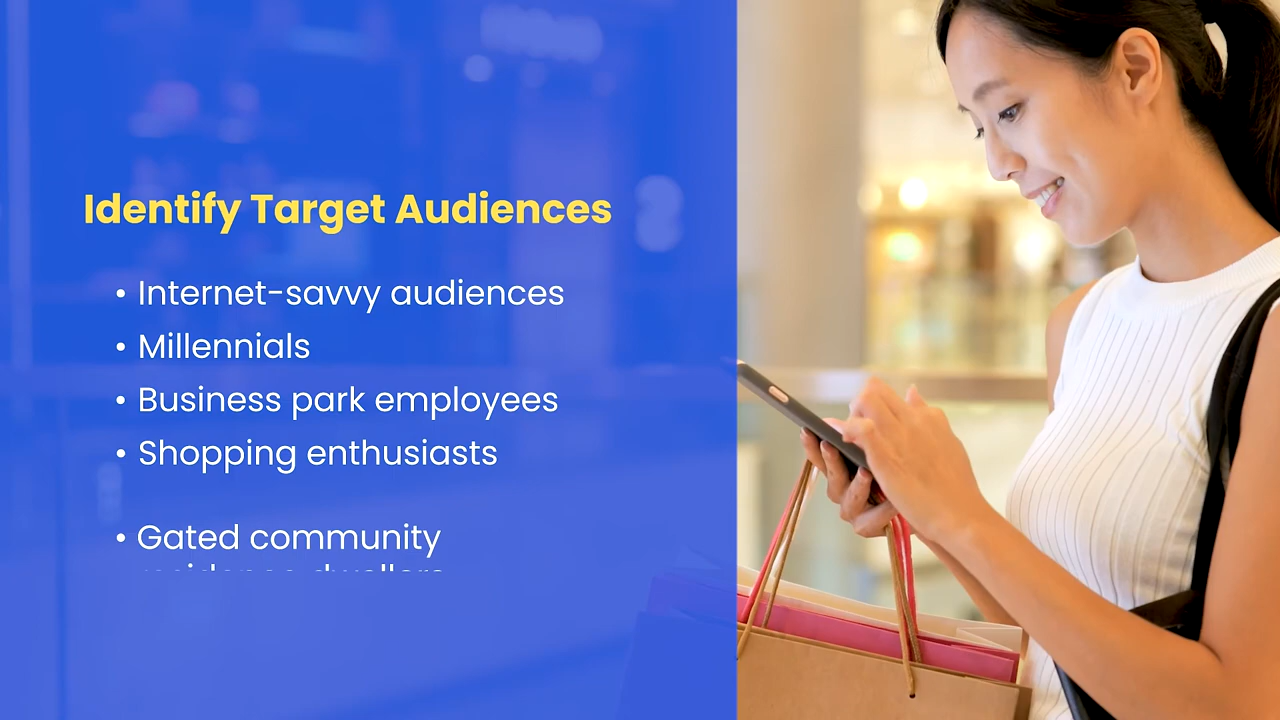 Identify Target Audiences
• Internet-savvy audiences
• Millennials
• Business park employees
• Shopping enthusiasts
• Gated community